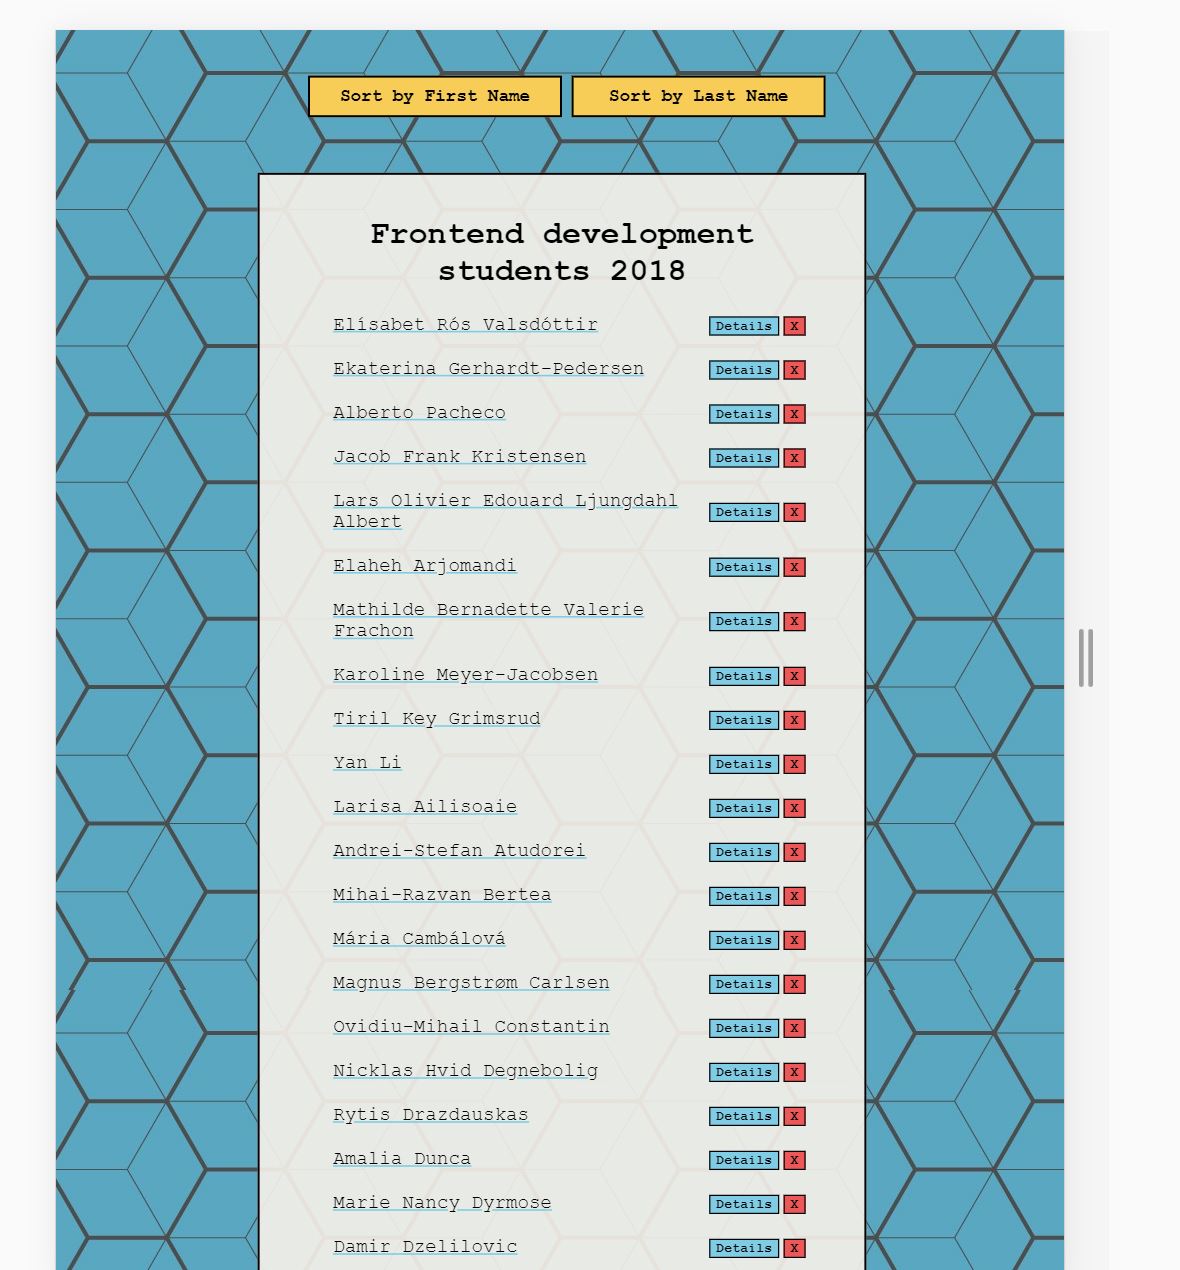 Sort by First Name Sort by Last Name
Frontend development
students 2018
Elísabet Rós Valsdóttir Details X
Ekaterina Gerhardt-Pedersen Details X
Alberto Pacheco Details X
Jacob Frank Kristensen Details X
Lars Olivier Edouard Ljungdahl
Albert Details X
Elaheh Arjomandi Details X
Mathilde Bernadette Valerie
Frachon Details X
Karoline Meyer-Jacobsen Details X
Tiril Key Grimsrud Details X
Yan Li Details X
Larisa Ailisoaie Details X
Andrei-Stefan Atudorei Details X
Mihai-Razvan Bertea Details X
Mária Cambálová Details X
Magnus Bergstrøm Carlsen Details X
Ovidiu-Mihail Constantin Details X
Nicklas Hvid Degnebolig Details X
Rytis Drazdauskas Details X
Amalia Dunca Details X
Marie Nancy Dyrmose Details X
Damir Dzelilovic Details X